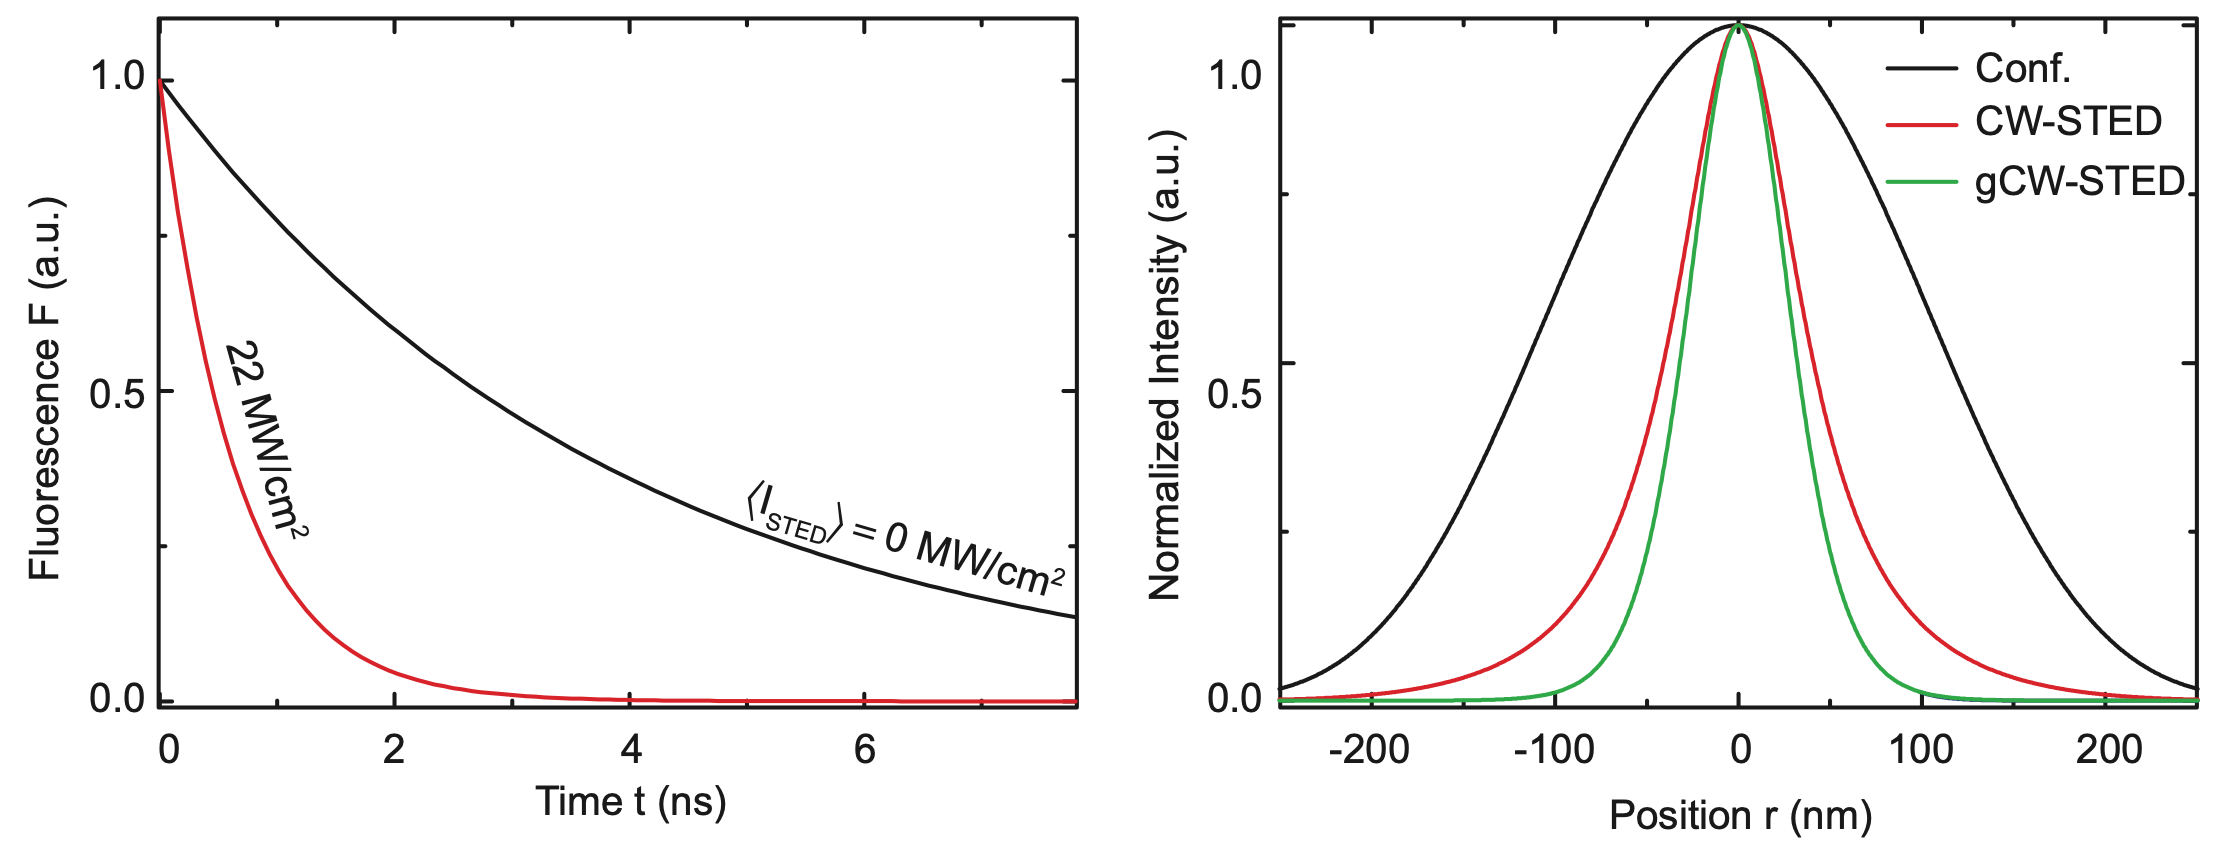 Fluorescence F (a.u.)
1.0
0.5
0.0
22 MW/cm²
⟨I_STED⟩ = 0 MW/cm²
0 2 4 6
Time t (ns)
Normalized Intensity (a.u.)
1.0
0.5
0.0
Conf.
CW-STED
gCW-STED
-200 -100 0 100 200
Position r (nm)